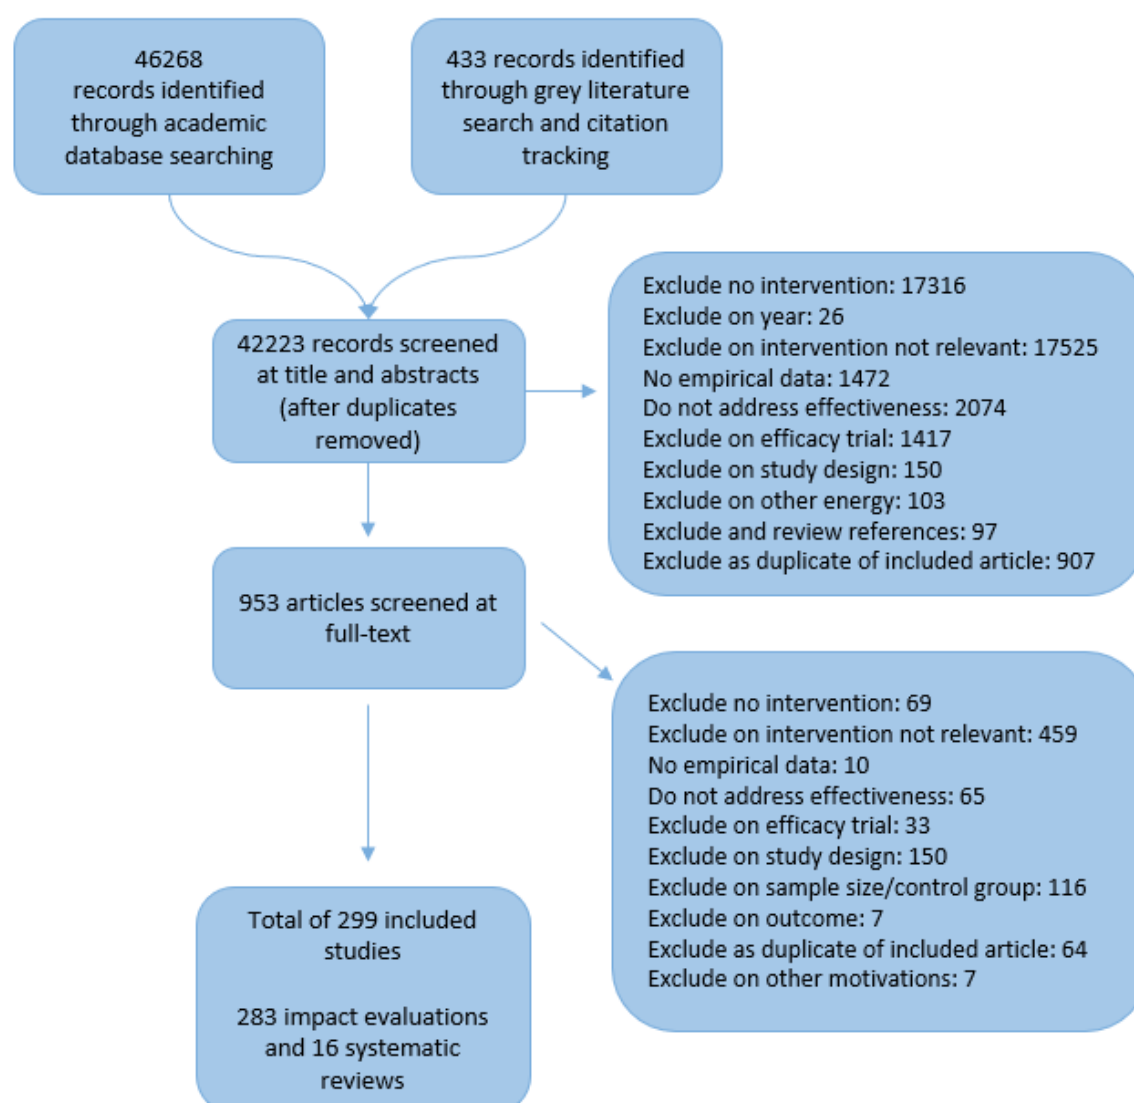 46268
records identified
through academic
database searching
433 records identified
through grey literature
search and citation
tracking
42223 records screened
at title and abstracts
(after duplicates
removed)
Exclude no intervention: 17316
Exclude on year: 26
Exclude on intervention not relevant: 17525
No empirical data: 1472
Do not address effectiveness: 2074
Exclude on efficacy trial: 1417
Exclude on study design: 150
Exclude on other energy: 103
Exclude and review references: 97
Exclude as duplicate of included article: 907
953 articles screened at
full-text
Exclude no intervention: 69
Exclude on intervention not relevant: 459
No empirical data: 10
Do not address effectiveness: 65
Exclude on efficacy trial: 33
Exclude on study design: 150
Exclude on sample size/control group: 116
Exclude on outcome: 7
Exclude as duplicate of included article: 64
Exclude on other motivations: 7
Total of 299 included
studies
283 impact evaluations
and 16 systematic
reviews